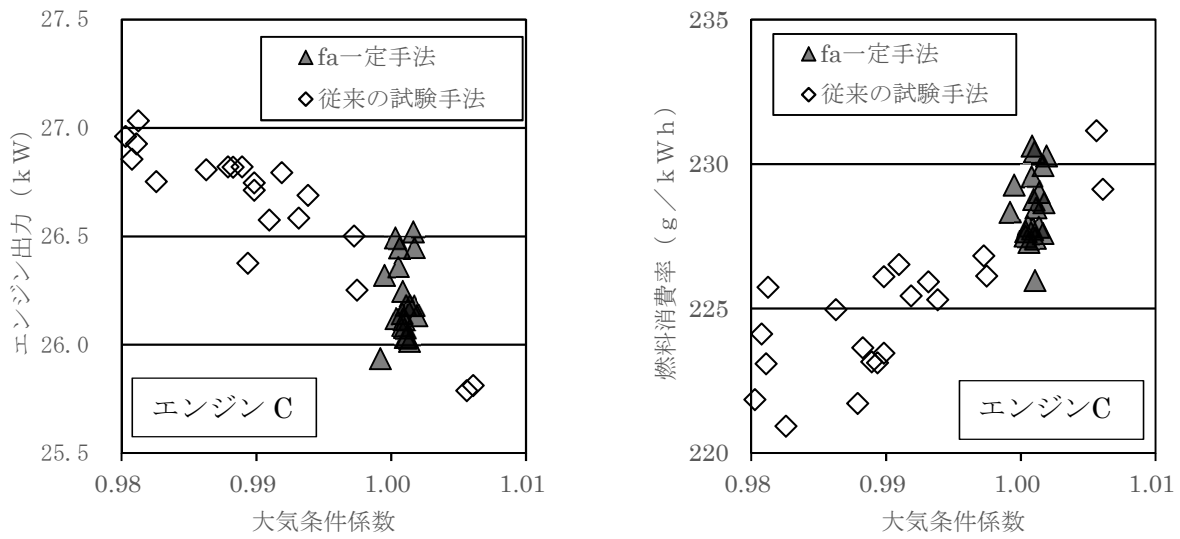 27.5
27.0
26.5
26.0
25.5
エンジン出力（ｋＷ）
fa一定手法
従来の試験手法
エンジン C
0.98 0.99 1.00 1.01
大気条件係数
235
230
225
220
燃料消費率（ｇ／ｋＷｈ）
fa一定手法
従来の試験手法
エンジンC
0.98 0.99 1.00 1.01
大気条件係数